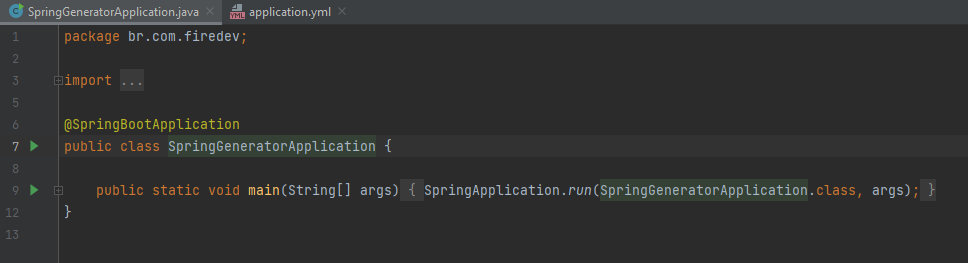 SpringGeneratorApplication.java × application.yml ×
1 package br.com.firedev;
2
3 import ...
5
6 @SpringBootApplication
7 public class SpringGeneratorApplication {
8
9 public static void main(String[] args) { SpringApplication.run(SpringGeneratorApplication.class, args); }
12 }
13